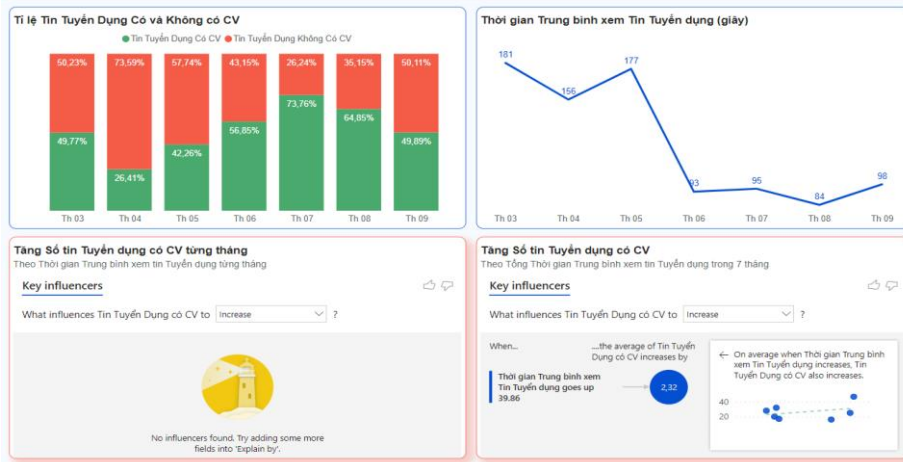 Tỉ lệ Tin Tuyển Dụng Có và Không có CV
Tin Tuyển Dụng Có CV Tin Tuyển Dụng Không Có CV
50,23% 73,59% 57,74% 43,15% 26,24% 35,15% 50,11%
49,77% 26,41% 42,26% 56,85% 73,76% 64,85% 49,89%
Th 03 Th 04 Th 05 Th 06 Th 07 Th 08 Th 09
Thời gian Trung bình xem Tin Tuyển dụng (giây)
181 156 177 93 95 84 98
Th 03 Th 04 Th 05 Th 06 Th 07 Th 08 Th 09
Tăng Số tin Tuyển dụng có CV từng tháng
Theo Thời gian Trung bình xem tin Tuyển dụng từng tháng
Key influencers
What influences Tin Tuyển Dụng có CV to Increase ?
No influencers found. Try adding some more
fields into 'Explain by'.
Tăng Số tin Tuyển dụng có CV
Theo Tổng Thời gian Trung bình xem tin Tuyển dụng trong 7 tháng
Key influencers
What influences Tin Tuyển Dụng có CV to Increase ?
When...
....the average of Tin Tuyển
Dụng có CV increases by
Thời gian Trung bình xem
Tin Tuyển dụng goes up
39.86
2,32
← On average when Thời gian Trung bình
xem Tin Tuyển dụng increases, Tin
Tuyển Dụng có CV also increases.
40
20